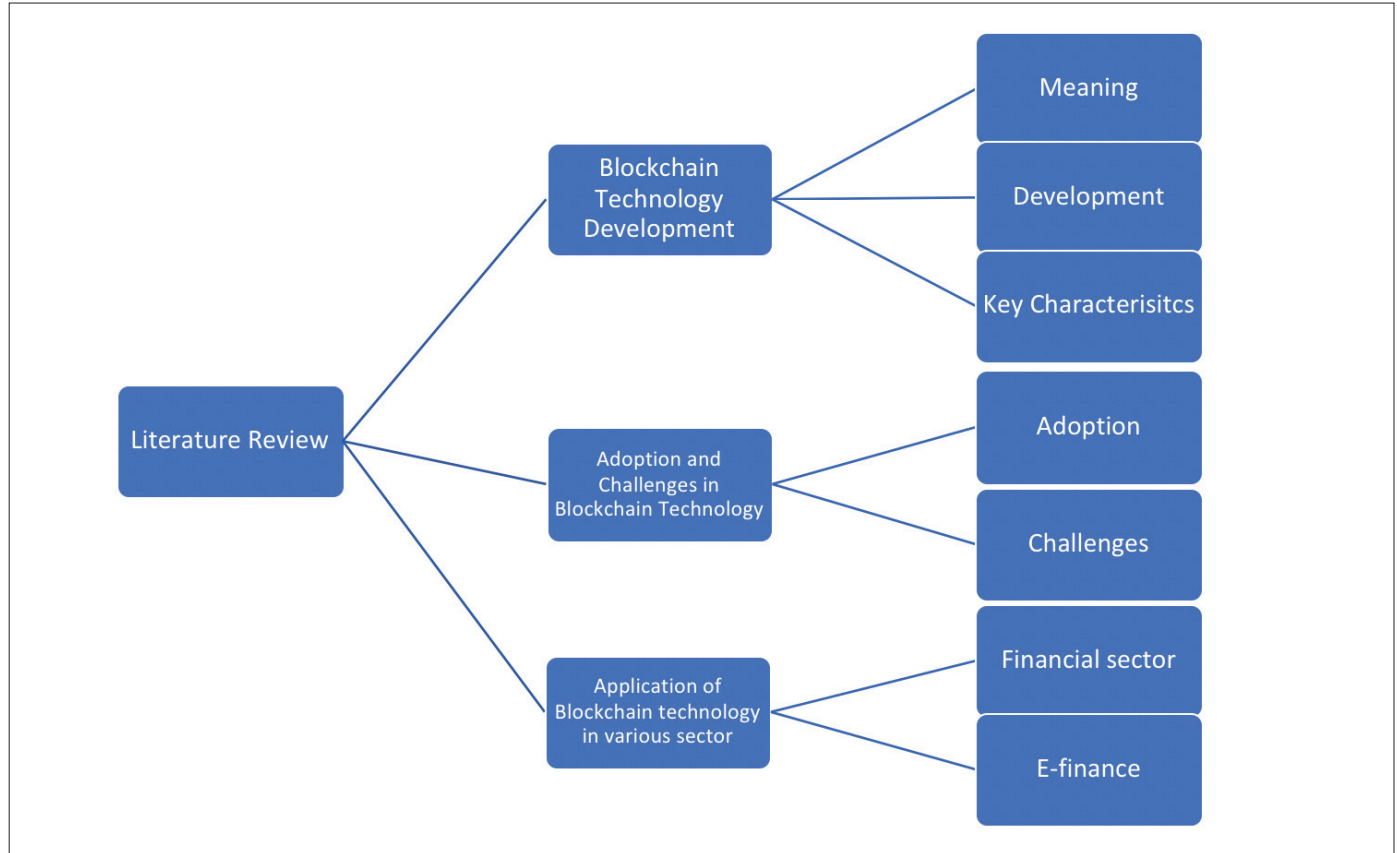 Literature Review
Blockchain
Technology
Development
Meaning
Development
Key Characterisitcs
Adoption and
Challenges in
Blockchain Technology
Adoption
Challenges
Application of
Blockchain technology
in various sector
Financial sector
E-finance